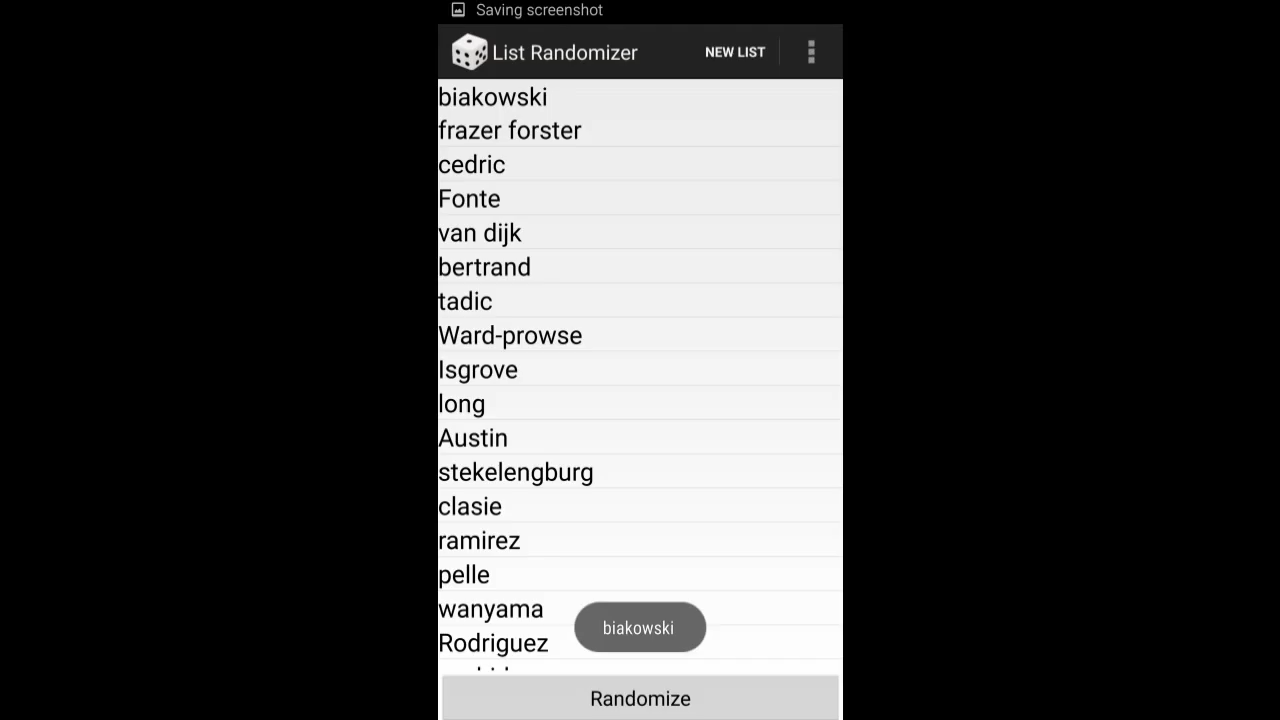 Saving screenshot
List Randomizer
NEW LIST
biakowski
frazer forster
cedric
Fonte
van dijk
bertrand
tadic
Ward-prowse
Isgrove
long
Austin
stekelengburg
clasie
ramirez
pelle
wanyama
biakowski
Rodriguez
Randomize